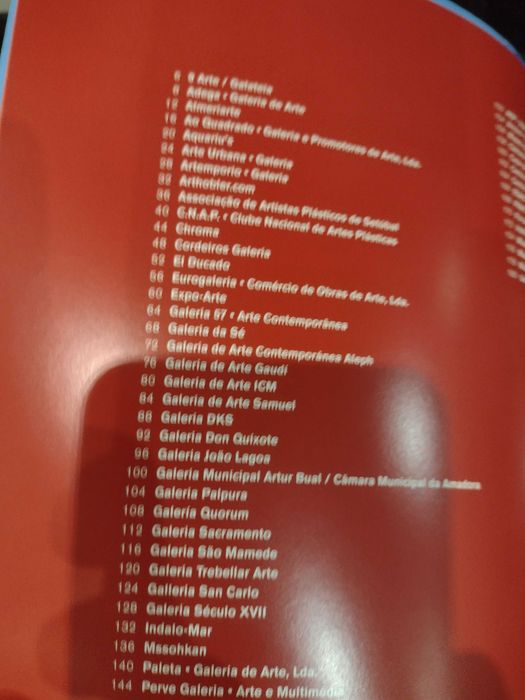 6 9 Arte / Galateia
8 Adaga • Galeria de Arte
12 Almeriarte
16 Ao Quadrado • Galeria e Promotores de Arte, Lda.
20 Aquario's
24 Arte Urbana • Galeria
28 Artemporio • Galeria
32 Arthobler.com
36 Associação de Artistas Plásticos de Setúbal
40 C.N.A.P. • Clube Nacional de Artes Plásticas
44 Chroma
48 Cordeiros Galeria
52 El Ducado
56 Eurogaleria • Comércio de Obras de Arte, Lda.
60 Expo-Arte
64 Galeria 57 • Arte Contemporânea
68 Galeria da Sé
72 Galeria de Arte Contemporânea Aleph
76 Galeria de Arte Gaudí
80 Galeria de Arte ICM
84 Galeria de Arte Samuel
88 Galeria DKS
92 Galeria Don Quixote
96 Galeria João Lagoa
100 Galeria Municipal Artur Bual / Câmara Municipal da Amadora
104 Galeria Palpura
108 Galeria Quorum
112 Galeria Sacramento
116 Galeria São Mamede
120 Galeria Trebellar Arte
124 Galleria San Carlo
128 Galeria Século XVII
132 Indalo-Mar
136 Mssohkan
140 Paleta • Galeria de Arte, Lda.
144 Perve Galeria • Arte e Multimédia